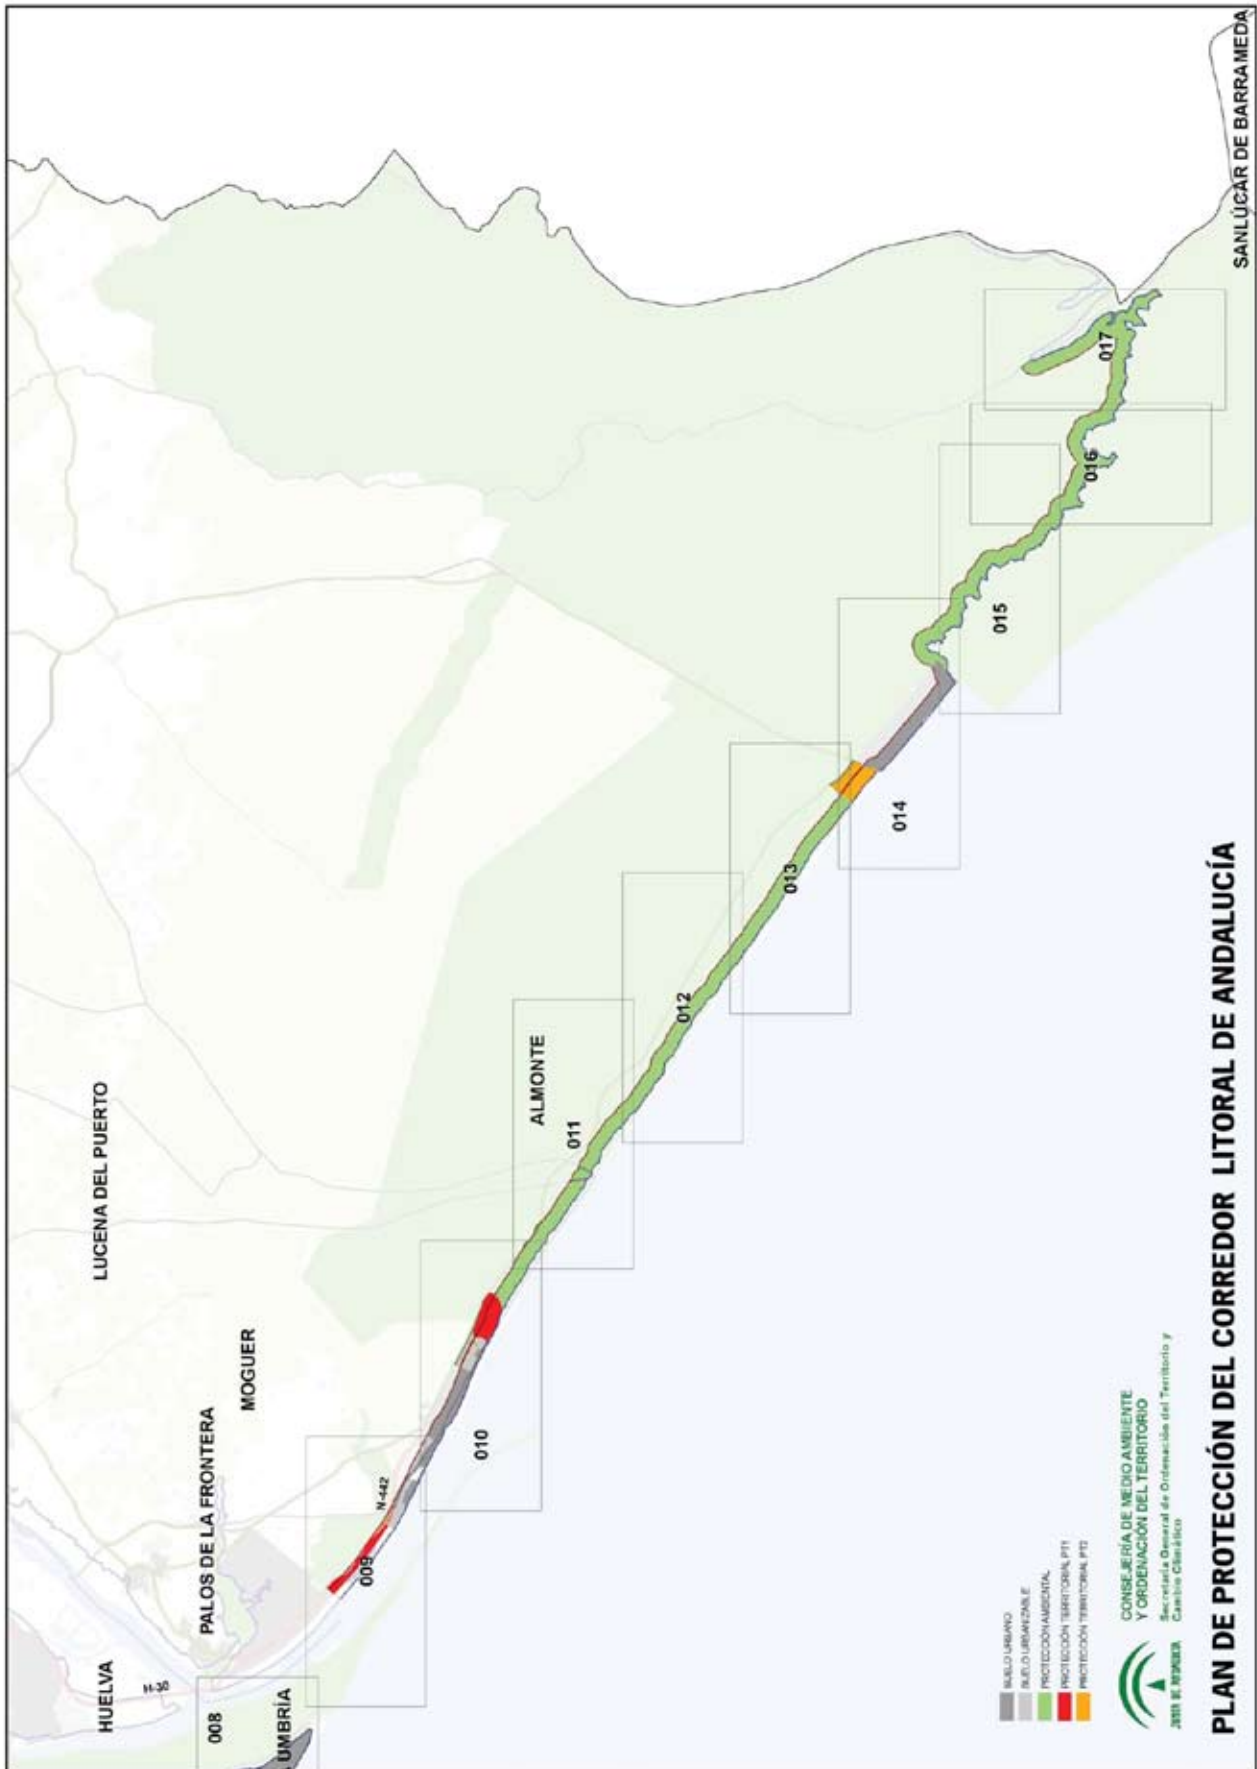 HUELVA
H-30
008
UMBRÍA
PALOS DE LA FRONTERA
MOGUER
LUCENA DEL PUERTO
009
N-442
010
011
ALMONTE
012
013
014
015
016
017
SANLÚCAR DE BARRAMEDA
SUELO URBANO
SUELO URBANIZABLE
PROTECCIÓN AMBIENTAL
PROTECCIÓN TERRITORIAL PT1
PROTECCIÓN TERRITORIAL PT2
JUNTA DE ANDALUCIA
CONSEJERÍA DE MEDIO AMBIENTE
Y ORDENACIÓN DEL TERRITORIO
Secretaría General de Ordenación del Territorio y
Cambio Climático
PLAN DE PROTECCIÓN DEL CORREDOR LITORAL DE ANDALUCÍA